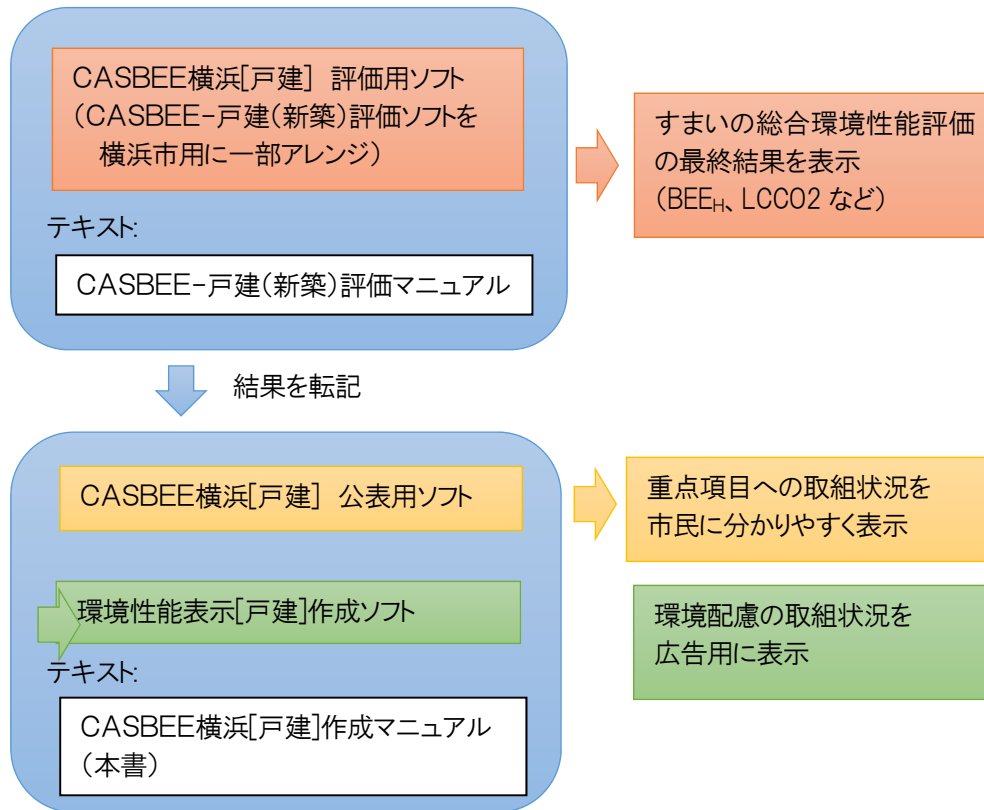 CASBEE横浜[戸建] 評価用ソフト
（CASBEE-戸建（新築）評価ソフトを
横浜市用に一部アレンジ）
すまいの総合環境性能評価
の最終結果を表示
（BEEH、LCCO2 など）
テキスト:
CASBEE-戸建（新築）評価マニュアル
結果を転記
CASBEE横浜[戸建] 公表用ソフト
重点項目への取組状況を
市民に分かりやすく表示
環境性能表示[戸建]作成ソフト
環境配慮の取組状況を
広告用に表示
テキスト:
CASBEE横浜[戸建]作成マニュアル
（本書）